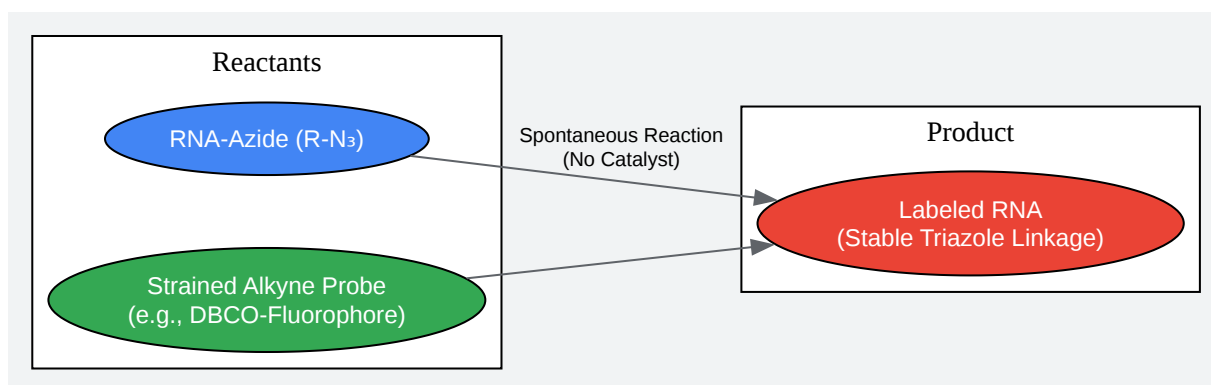 Reactants
RNA-Azide (R-N₃)
Strained Alkyne Probe
(e.g., DBCO-Fluorophore)
Spontaneous Reaction
(No Catalyst)
Product
Labeled RNA
(Stable Triazole Linkage)